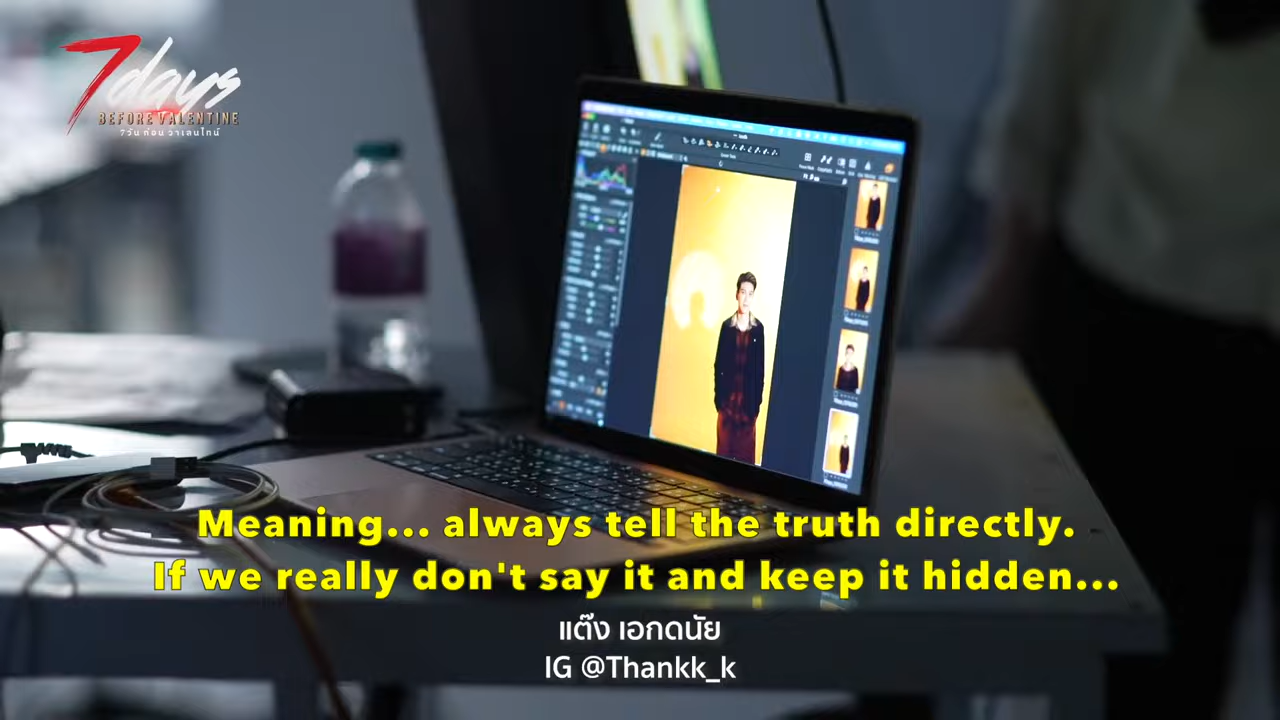 7days
BEFORE VALENTINE
7 วัน ก่อน วาเลนไทน์
Meaning... always tell the truth directly.
If we really don't say it and keep it hidden...
แต๊ง เอกดนัย
IG @Thankk_k